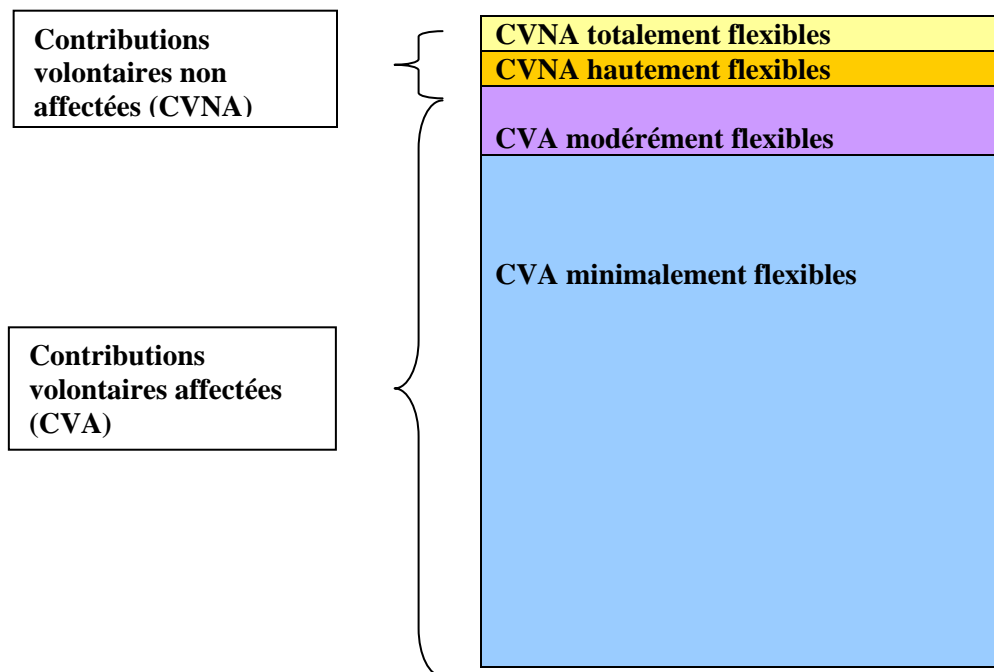 Contributions
volontaires non
affectées (CVNA)
CVNA totalement flexibles
CVNA hautement flexibles
CVA modérément flexibles
CVA minimalement flexibles
Contributions
volontaires affectées
(CVA)